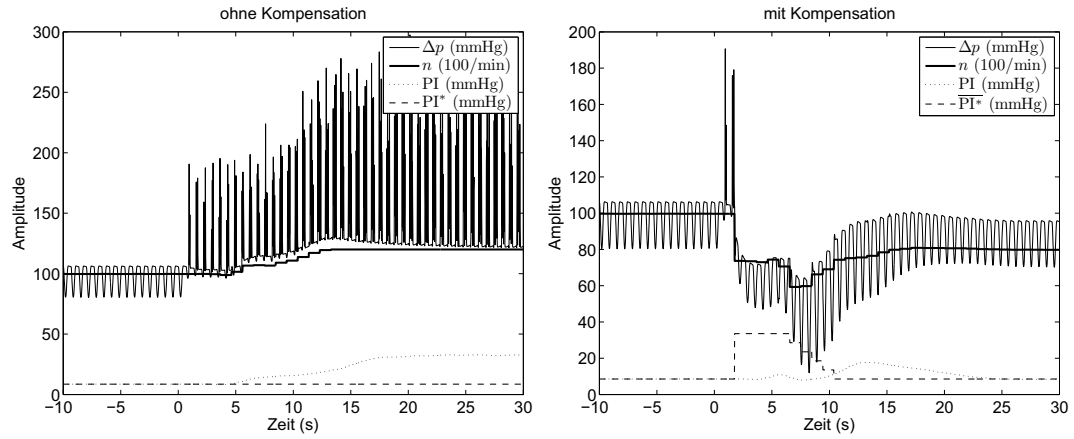 ohne Kompensation
300
250
200
150
100
50
0
Amplitude
−10 −5 0 5 10 15 20 25 30
Zeit (s)
Δp (mmHg)
n (100/min)
PI (mmHg)
PI* (mmHg)
mit Kompensation
200
180
160
140
120
100
80
60
40
20
0
Amplitude
−10 −5 0 5 10 15 20 25 30
Zeit (s)
Δp (mmHg)
n (100/min)
PI (mmHg)
P̅I̅*̅ (mmHg)